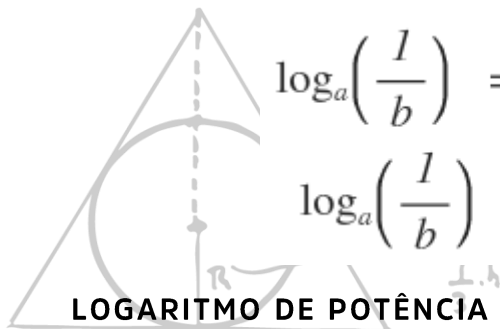 logₐ(1/b) =
logₐ(1/b)
R
LOGARITMO DE POTÊNCIA